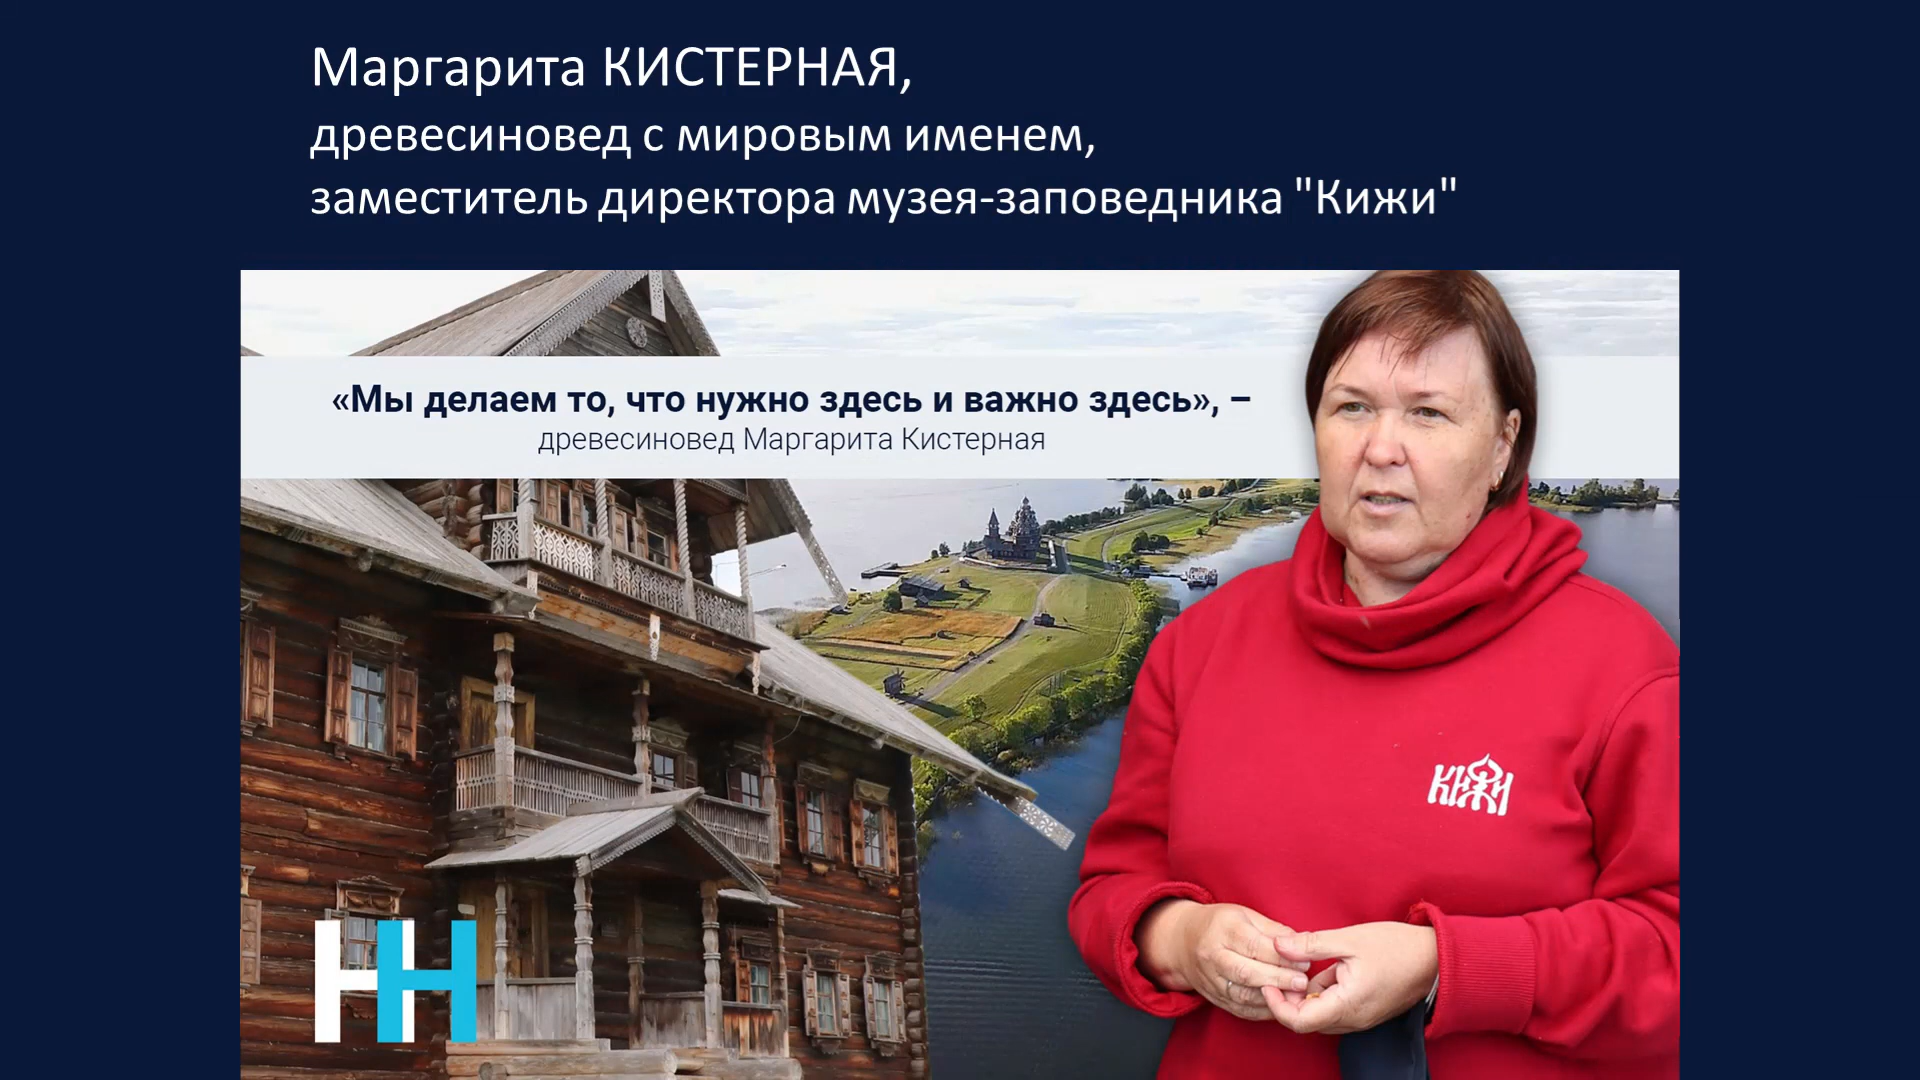 Маргарита КИСТЕРНАЯ,
древесиновед с мировым именем,
заместитель директора музея-заповедника "Кижи"
«Мы делаем то, что нужно здесь и важно здесь», –
древесиновед Маргарита Кистерная
КИЖИ
НН